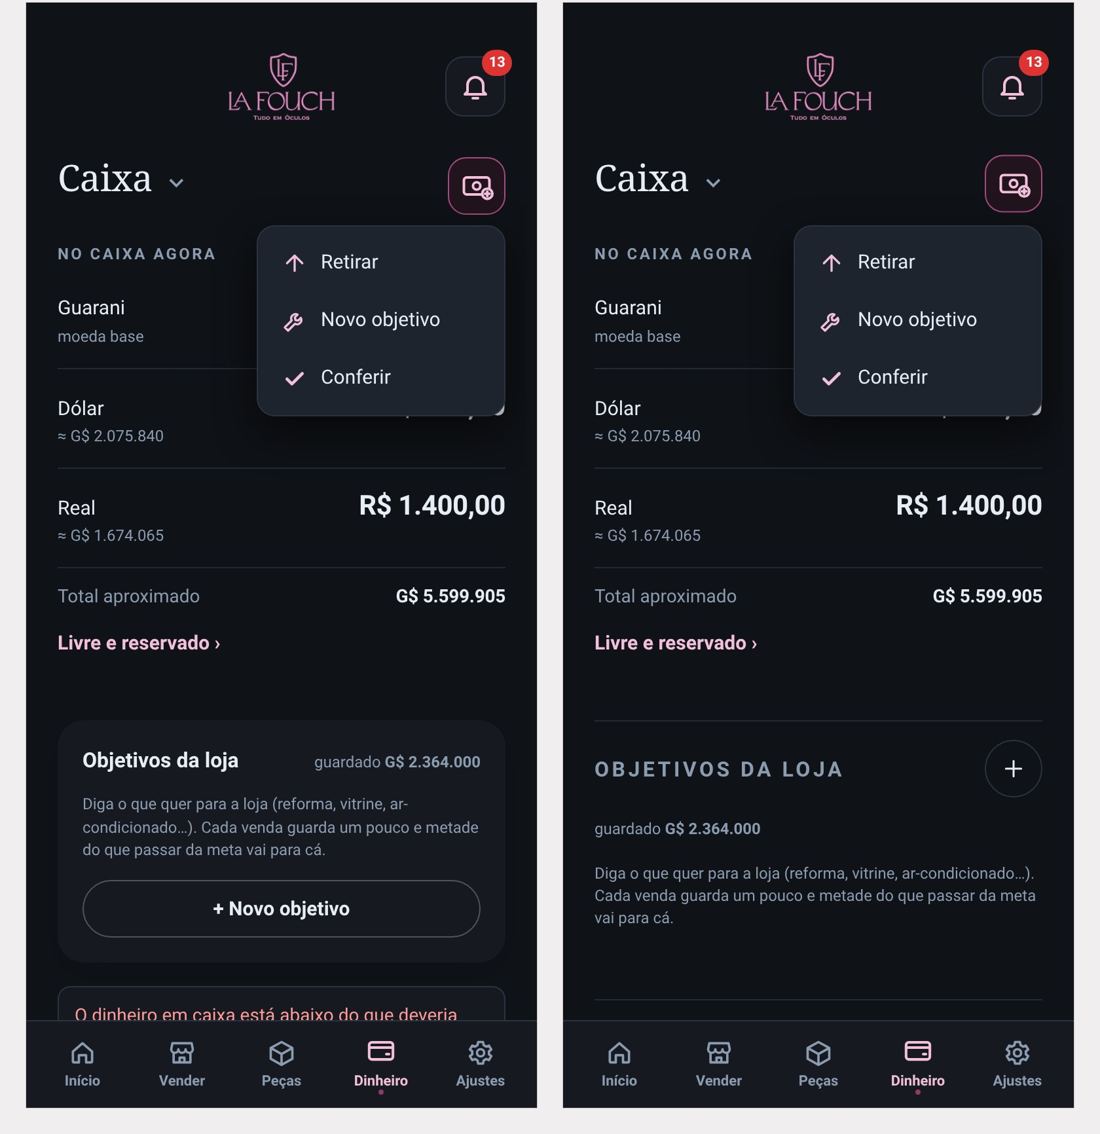 13
LF
LA FOUCH
TUDO EM ÓCULOS
Caixa
NO CAIXA AGORA
Retirar
Novo objetivo
Conferir
Guarani
moeda base
Dólar
≈ G$ 2.075.840
Real
R$ 1.400,00
≈ G$ 1.674.065
Total aproximado
G$ 5.599.905
Livre e reservado ›
Objetivos da loja
guardado G$ 2.364.000
Diga o que quer para a loja (reforma, vitrine, ar-
condicionado…). Cada venda guarda um pouco e metade
do que passar da meta vai para cá.
+ Novo objetivo
O dinheiro em caixa está abaixo do que deveria
Início
Vender
Peças
Dinheiro
Ajustes
13
LF
LA FOUCH
TUDO EM ÓCULOS
Caixa
NO CAIXA AGORA
Retirar
Novo objetivo
Conferir
Guarani
moeda base
Dólar
≈ G$ 2.075.840
Real
R$ 1.400,00
≈ G$ 1.674.065
Total aproximado
G$ 5.599.905
Livre e reservado ›
OBJETIVOS DA LOJA
+
guardado G$ 2.364.000
Diga o que quer para a loja (reforma, vitrine, ar-condicionado…).
Cada venda guarda um pouco e metade do que passar da meta
vai para cá.
Início
Vender
Peças
Dinheiro
Ajustes